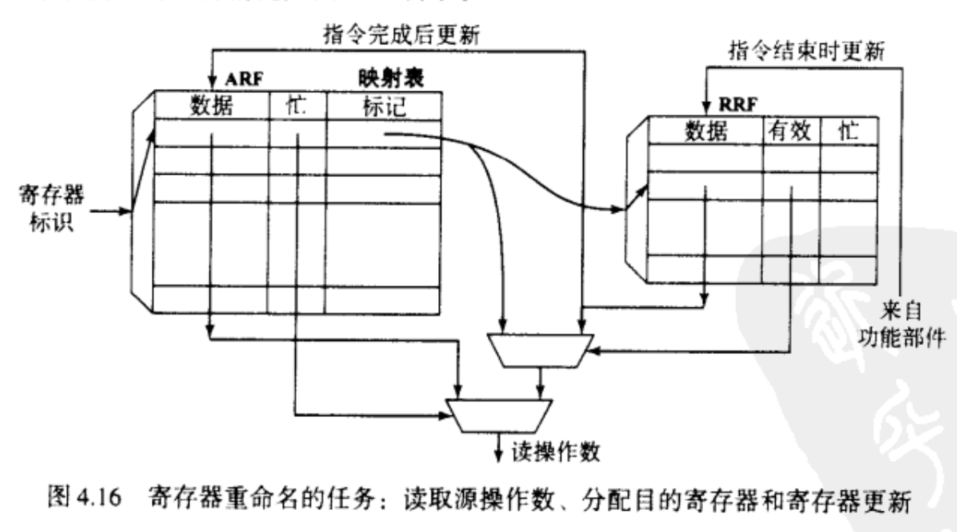 指令完成后更新
指令结束时更新
ARF
映射表
RRF
数据 忙 标记
数据 有效 忙
寄存器
标识
来自
功能部件
读操作数
图 4.16 寄存器重命名的任务：读取源操作数、分配目的寄存器和寄存器更新